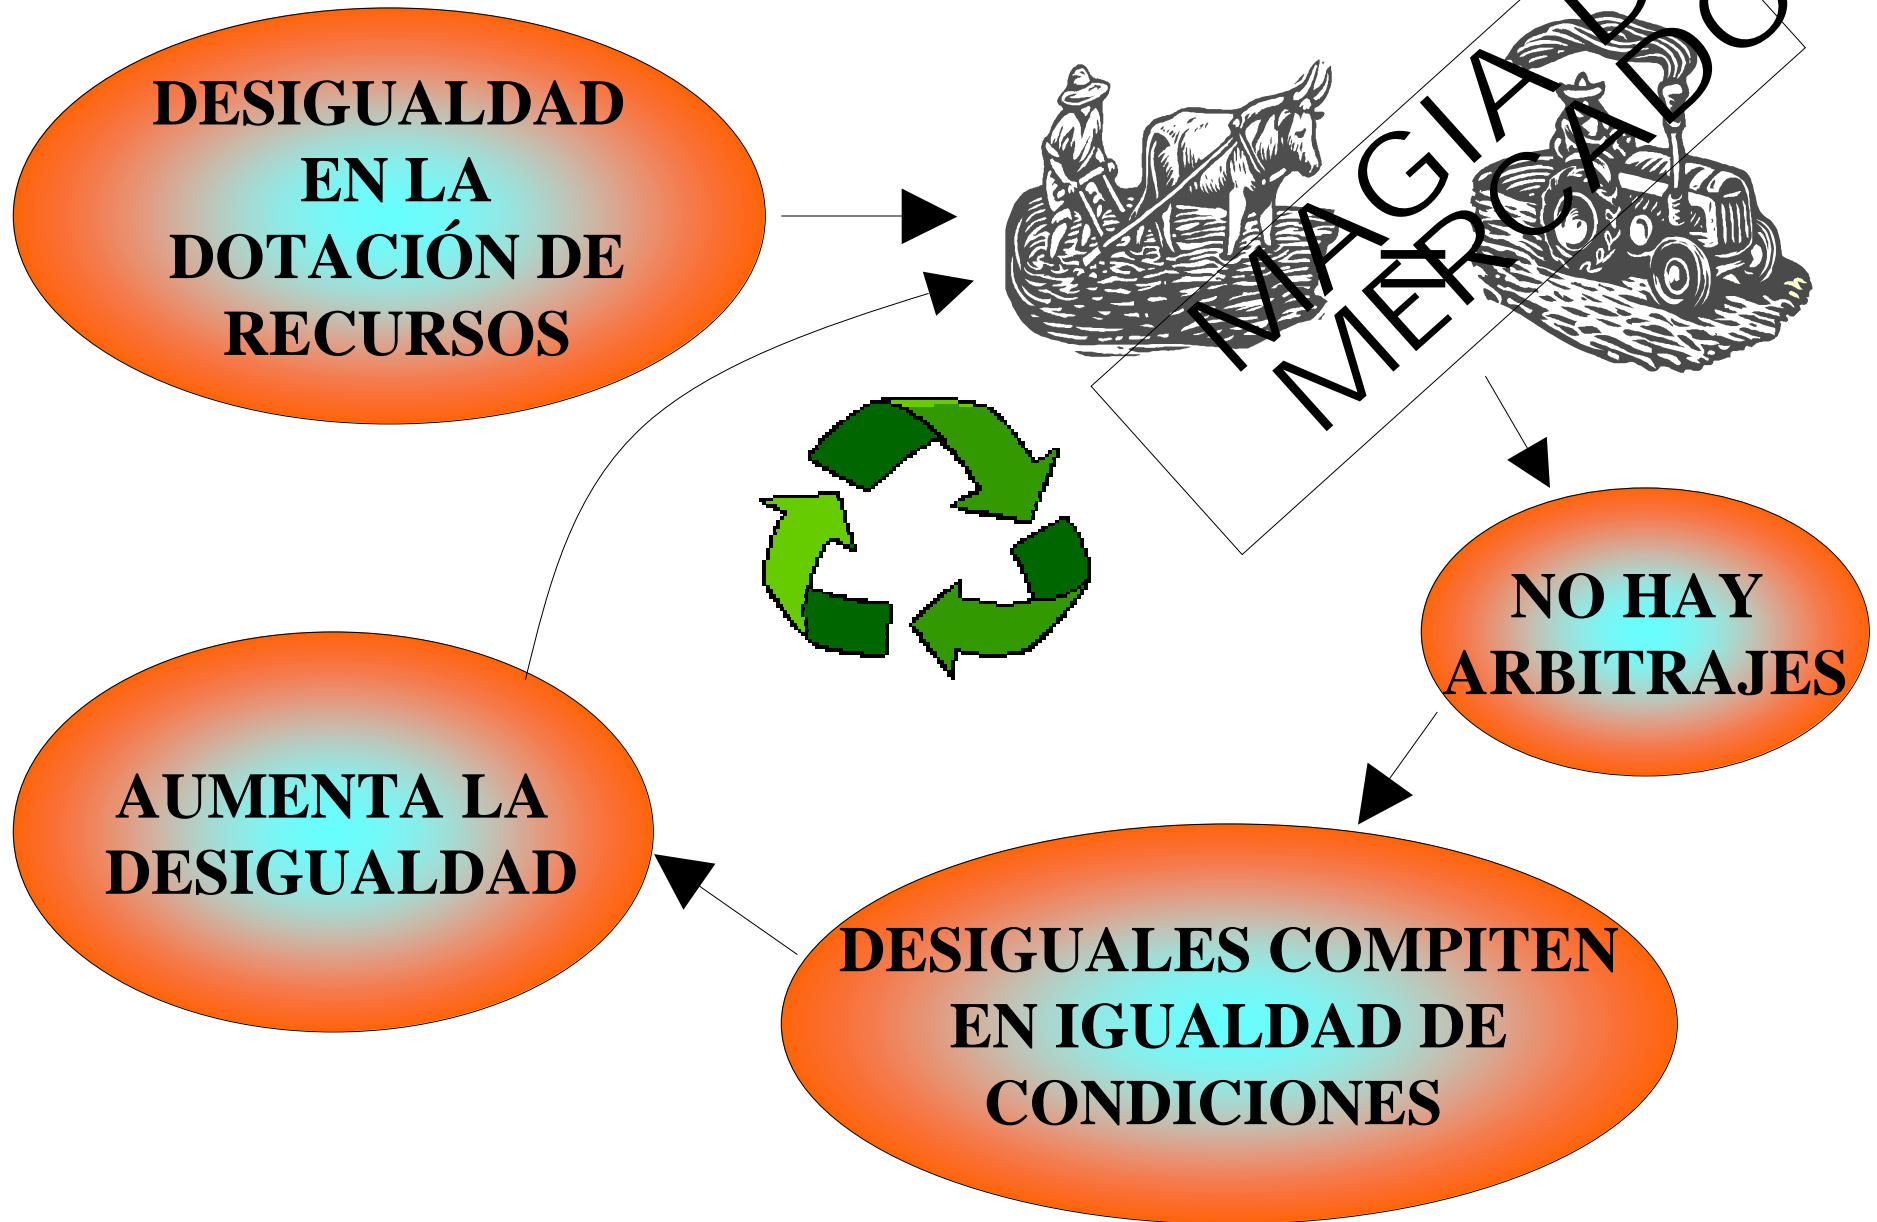 DESIGUALDAD
EN LA
DOTACIÓN DE
RECURSOS
MAGIA
MERCADO
=
NO HAY
ARBITRAJES
DESIGUALES COMPITEN
EN IGUALDAD DE
CONDICIONES
AUMENTA LA
DESIGUALDAD